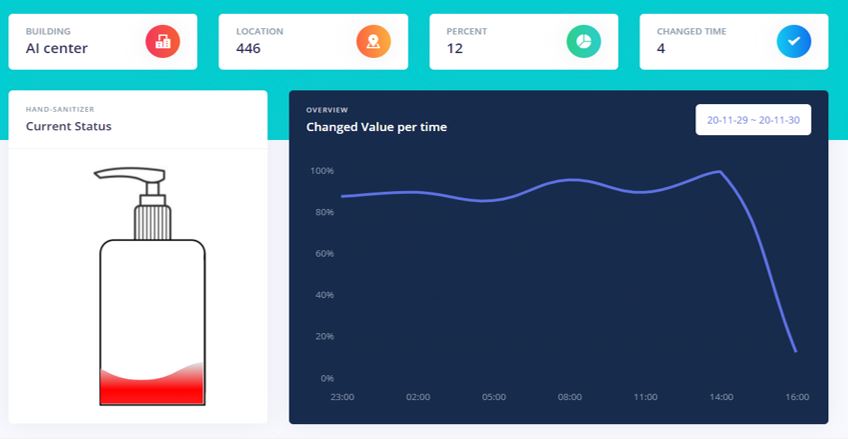 BUILDING
AI center
LOCATION
446
PERCENT
12
CHANGED TIME
4
HAND-SANITIZER
Current Status
OVERVIEW
Changed Value per time
20-11-29 ~ 20-11-30
100%
80%
60%
40%
20%
0%
23:00 02:00 05:00 08:00 11:00 14:00 16:00